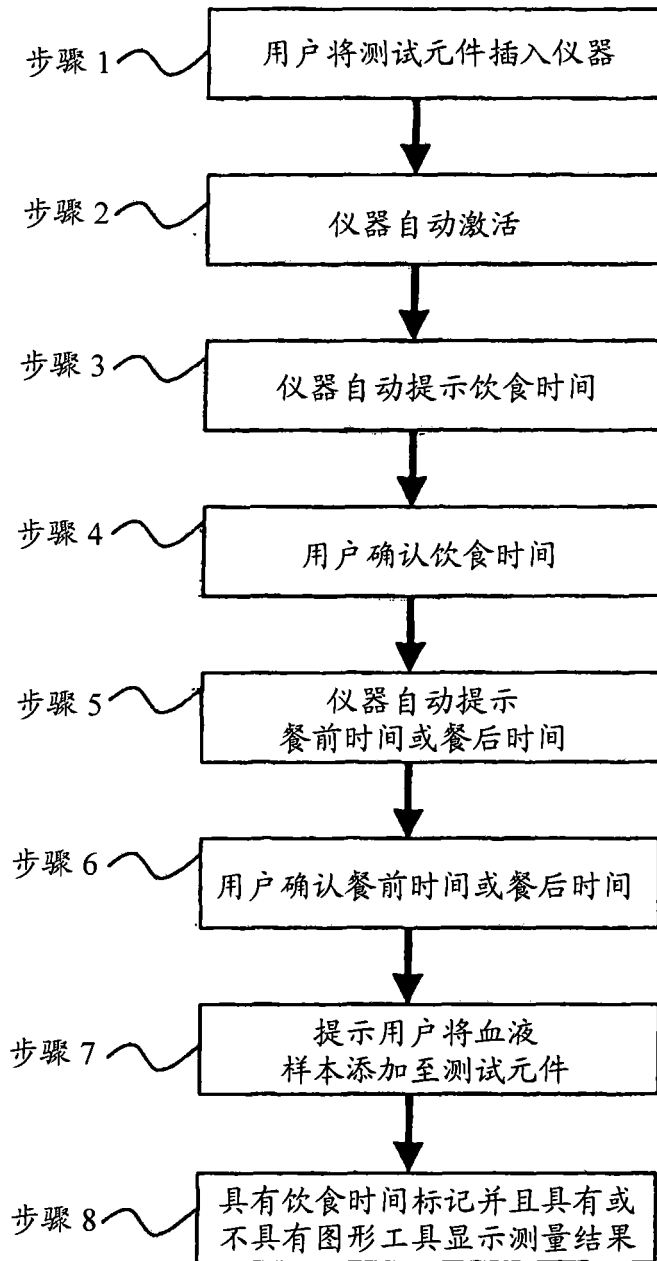 步骤 1
用户将测试元件插入仪器
步骤 2
仪器自动激活
步骤 3
仪器自动提示饮食时间
步骤 4
用户确认饮食时间
步骤 5
仪器自动提示
餐前时间或餐后时间
步骤 6
用户确认餐前时间或餐后时间
步骤 7
提示用户将血液
样本添加至测试元件
步骤 8
具有饮食时间标记并且具有或
不具有图形工具显示测量结果